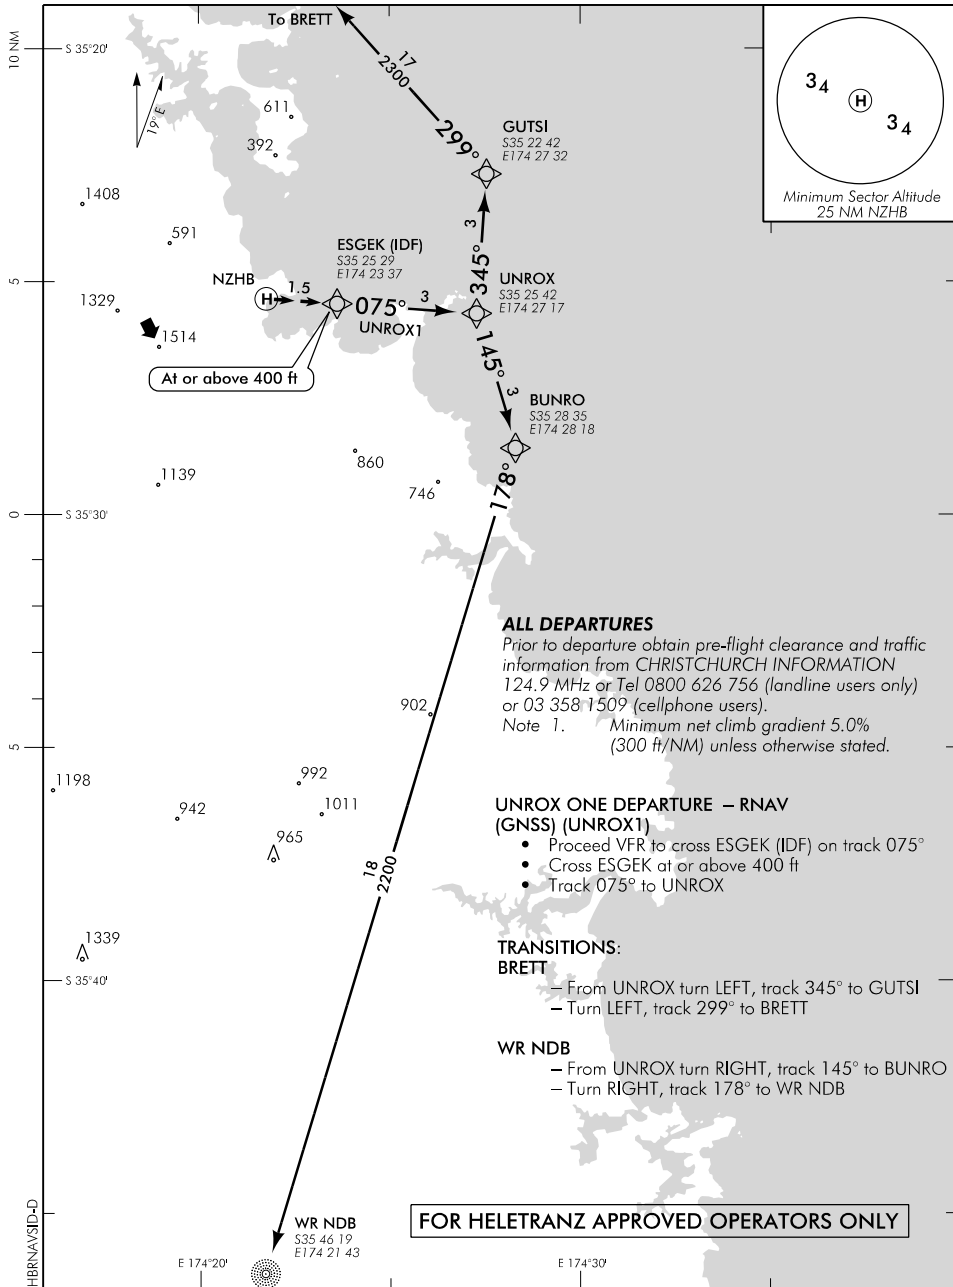 To BRETT
10 NM
S 35°20'
17
2300
3 4
H
3 4
Minimum Sector Altitude
25 NM NZHB
19° E
611
392
299°
GUTSI
S35 22 42
E174 27 32
1408
591
3
345°
ESGEK (IDF)
S35 25 29
E174 23 37
NZHB
H
1.5
075°
3
UNROX1
UNROX
S35 25 42
E174 27 17
5
1329
1514
At or above 400 ft
145°
3
BUNRO
S35 28 35
E174 28 18
860
746
1139
178°
0
S 35°30'
ALL DEPARTURES
Prior to departure obtain pre-flight clearance and traffic
information from CHRISTCHURCH INFORMATION
124.9 MHz or Tel 0800 626 756 (landline users only)
or 03 358 1509 (cellphone users).
Note 1. Minimum net climb gradient 5.0%
(300 ft/NM) unless otherwise stated.
902
5
1198
992
942
1011
965
18
2200
UNROX ONE DEPARTURE – RNAV
(GNSS) (UNROX1)
• Proceed VFR to cross ESGEK (IDF) on track 075°
• Cross ESGEK at or above 400 ft
• Track 075° to UNROX
1339
S 35°40'
TRANSITIONS:
BRETT
– From UNROX turn LEFT, track 345° to GUTSI
– Turn LEFT, track 299° to BRETT
WR NDB
– From UNROX turn RIGHT, track 145° to BUNRO
– Turn RIGHT, track 178° to WR NDB
FOR HELETRANZ APPROVED OPERATORS ONLY
WR NDB
S35 46 19
E174 21 43
E 174°20'
E 174°30'
HBRNAVSID-D